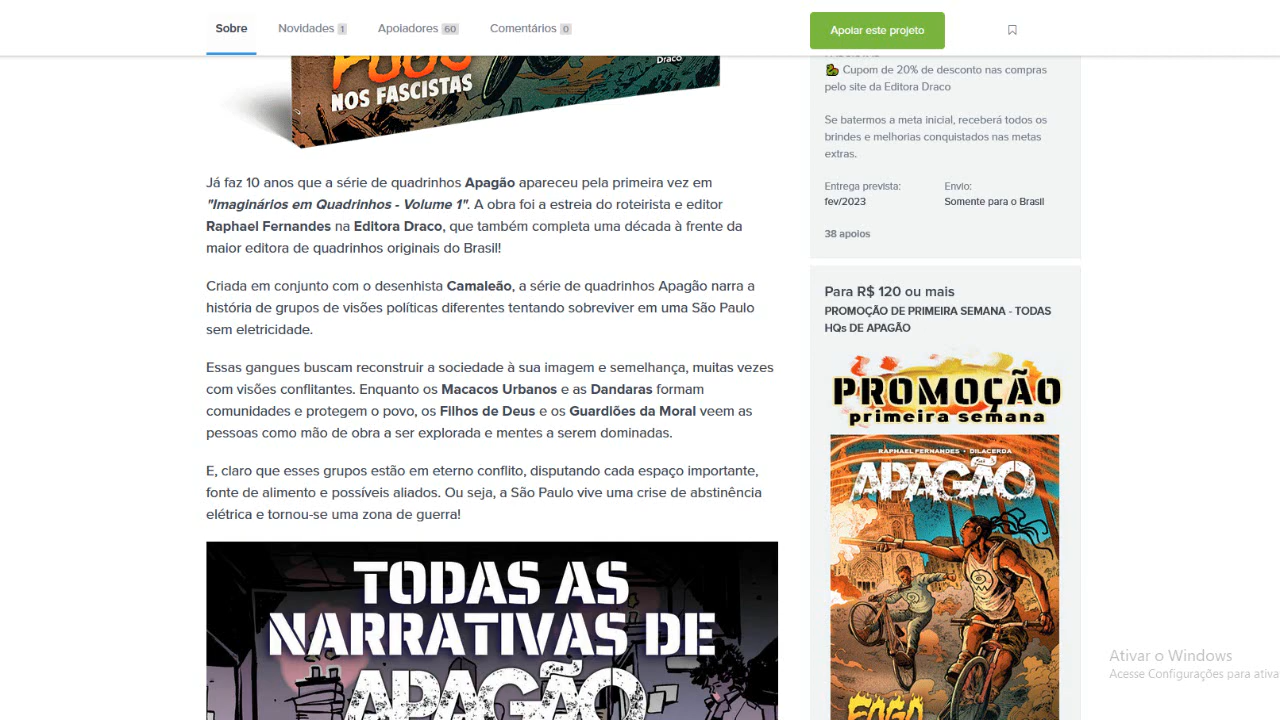 Sobre
Novidades 1
Apoiadores 60
Comentários 0
Apoiar este projeto
FOGO
NOS FASCISTAS
Draco
Já faz 10 anos que a série de quadrinhos Apagão apareceu pela primeira vez em
"Imaginários em Quadrinhos - Volume 1". A obra foi a estreia do roteirista e editor
Raphael Fernandes na Editora Draco, que também completa uma década à frente da
maior editora de quadrinhos originais do Brasil!
Criada em conjunto com o desenhista Camaleão, a série de quadrinhos Apagão narra a
história de grupos de visões políticas diferentes tentando sobreviver em uma São Paulo
sem eletricidade.
Essas gangues buscam reconstruir a sociedade à sua imagem e semelhança, muitas vezes
com visões conflitantes. Enquanto os Macacos Urbanos e as Dandaras formam
comunidades e protegem o povo, os Filhos de Deus e os Guardiões da Moral veem as
pessoas como mão de obra a ser explorada e mentes a serem dominadas.
E, claro que esses grupos estão em eterno conflito, disputando cada espaço importante,
fonte de alimento e possíveis aliados. Ou seja, a São Paulo vive uma crise de abstinência
elétrica e tornou-se uma zona de guerra!
TODAS AS
NARRATIVAS DE
APAGÃO
Cupom de 20% de desconto nas compras
pelo site da Editora Draco
Se batermos a meta inicial, receberá todos os
brindes e melhorias conquistados nas metas
extras.
Entrega prevista:
fev/2023
Envio:
Somente para o Brasil
38 apoios
Para R$ 120 ou mais
PROMOÇÃO DE PRIMEIRA SEMANA - TODAS
HQs DE APAGÃO
PROMOÇÃO
primeira semana
RAPHAEL FERNANDES • DILACERDA
APAGÃO
FOGO
Ativar o Windows
Acesse Configurações para ativa